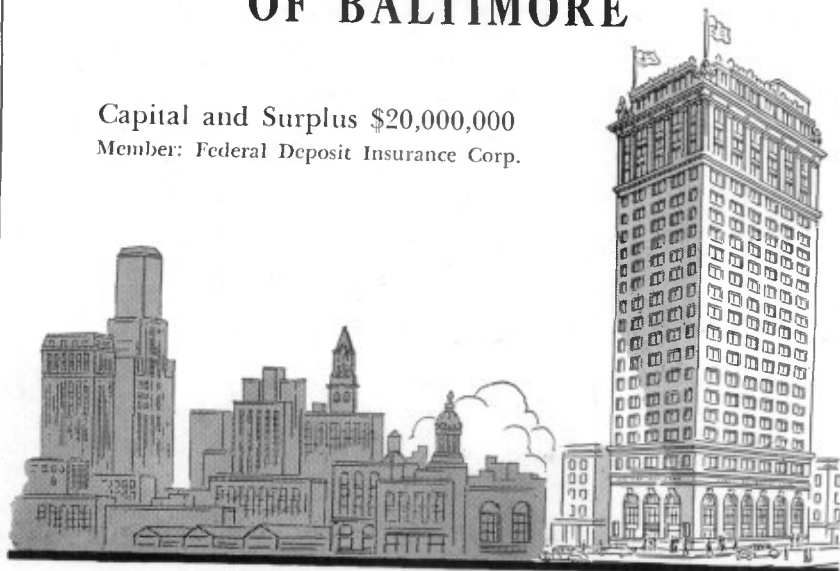 OF BALTIMORE
Capital and Surplus $20,000,000
Member: Federal Deposit Insurance Corp.